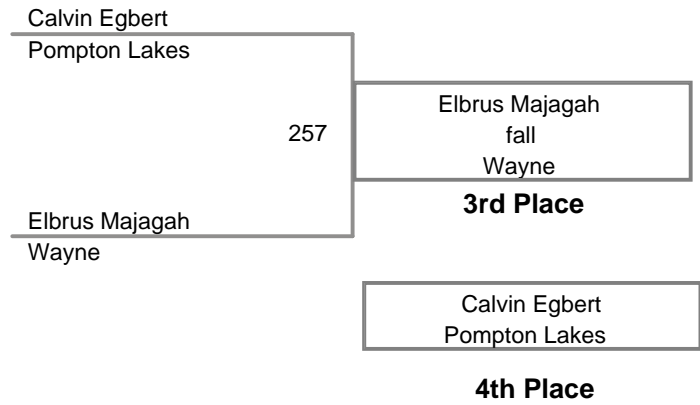 Calvin Egbert
Pompton Lakes
257
Elbrus Majagah
fall
Wayne
3rd Place
Elbrus Majagah
Wayne
Calvin Egbert
Pompton Lakes
4th Place